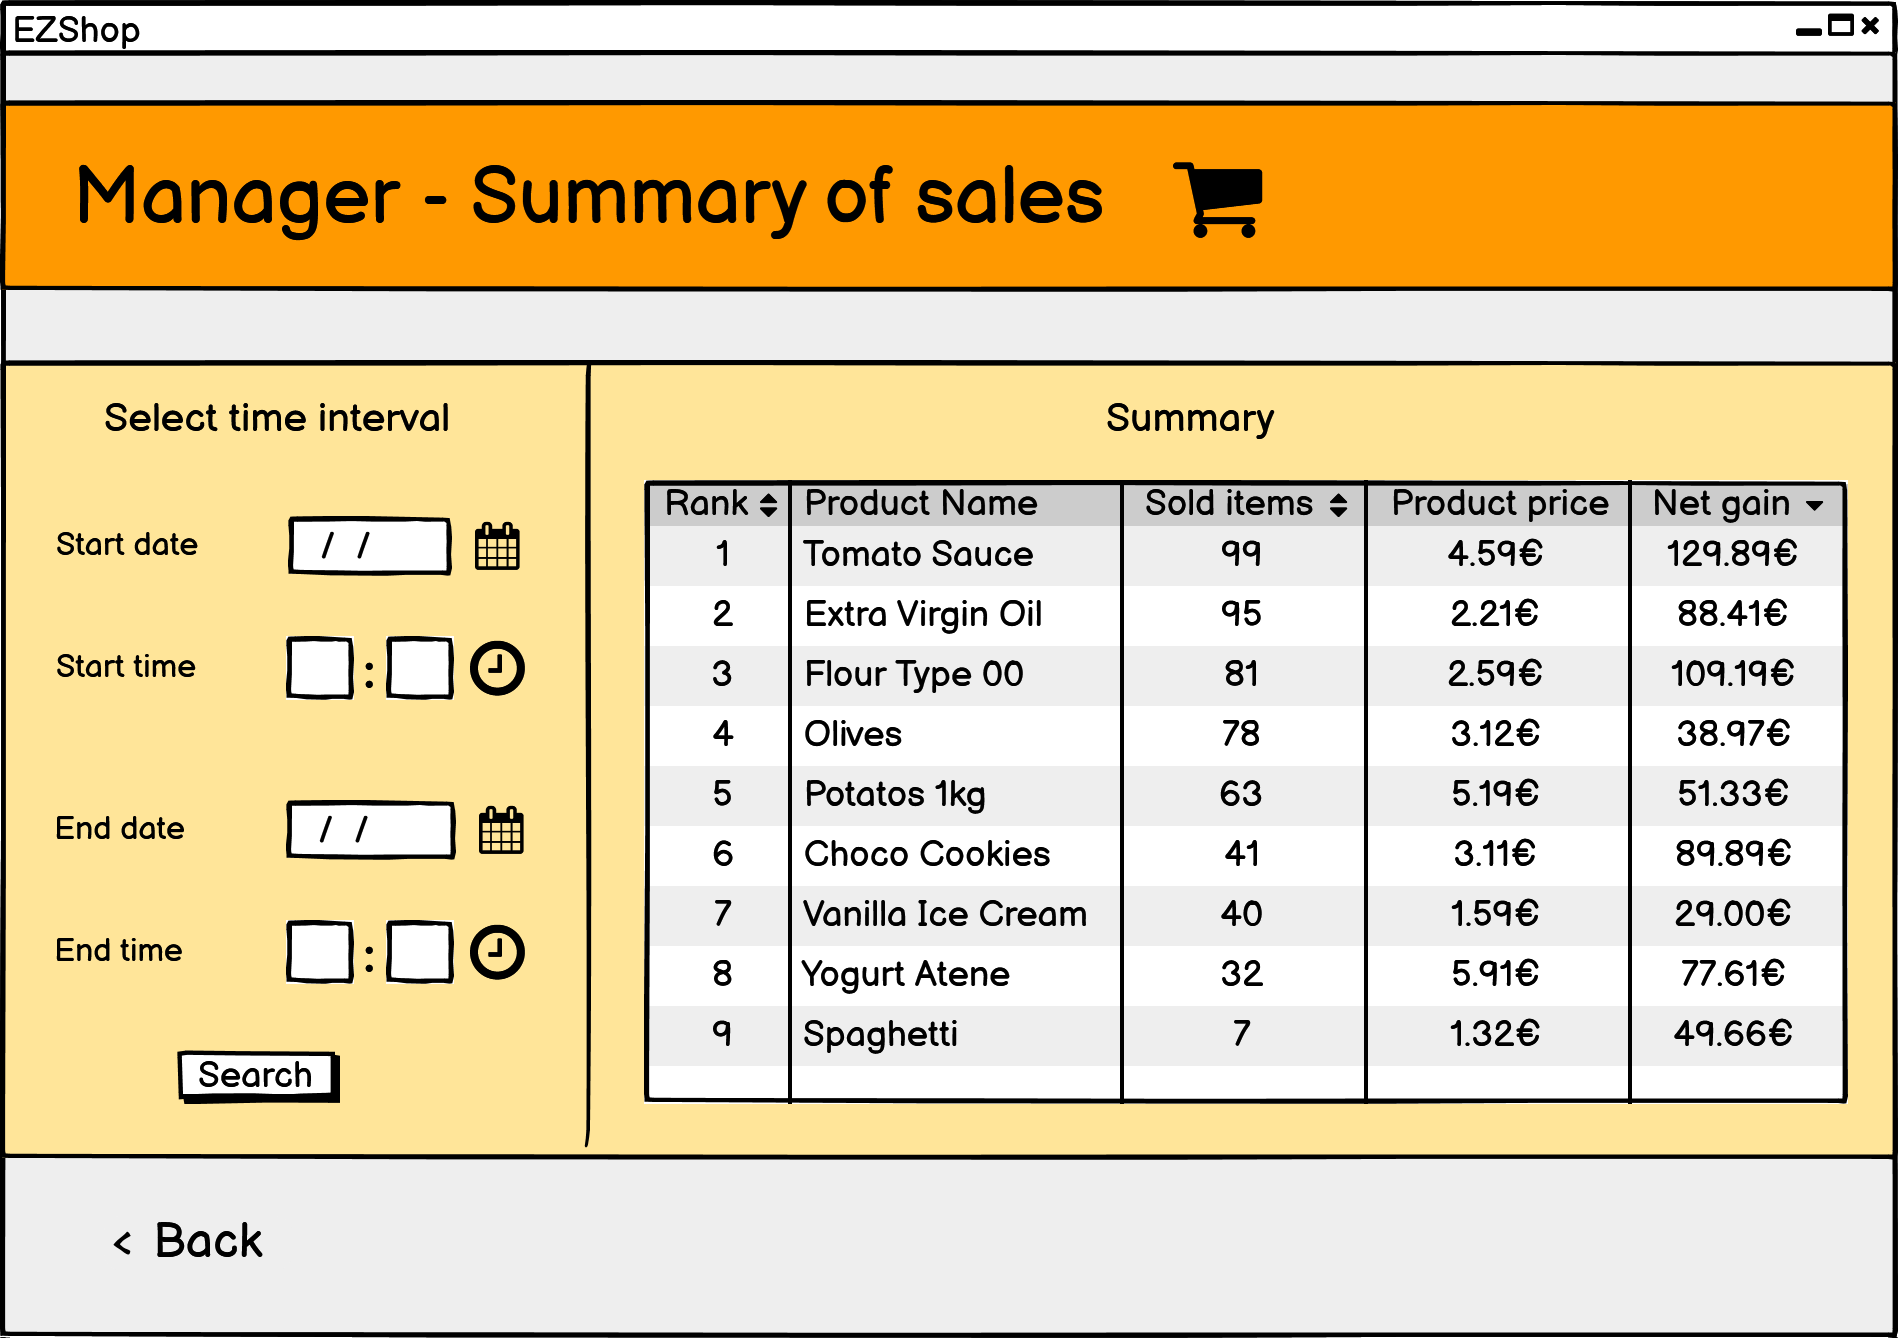 EZShop
Manager - Summary of sales
Select time interval
Start date / /
Start time :
End date / /
End time :
Search
Summary
Rank Product Name Sold items Product price Net gain
1 Tomato Sauce 99 4.59€ 129.89€
2 Extra Virgin Oil 95 2.21€ 88.41€
3 Flour Type 00 81 2.59€ 109.19€
4 Olives 78 3.12€ 38.97€
5 Potatos 1kg 63 5.19€ 51.33€
6 Choco Cookies 41 3.11€ 89.89€
7 Vanilla Ice Cream 40 1.59€ 29.00€
8 Yogurt Atene 32 5.91€ 77.61€
9 Spaghetti 7 1.32€ 49.66€
< Back